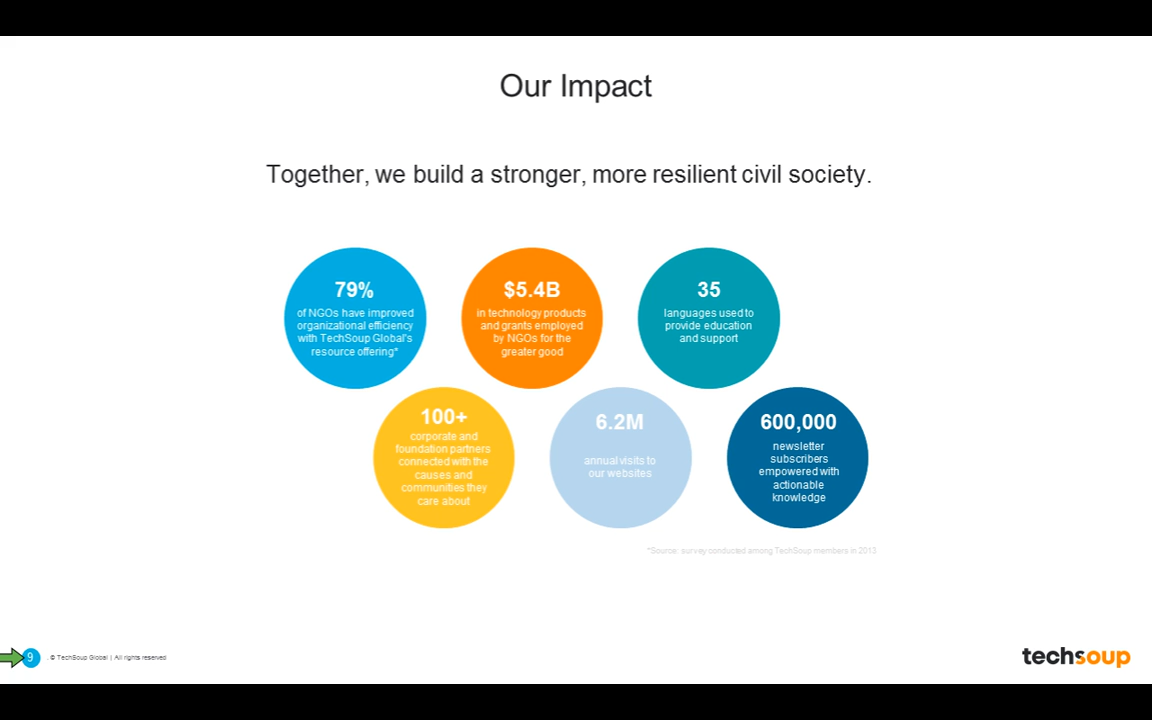 Our Impact
Together, we build a stronger, more resilient civil society.
79%
of NGOs have improved
organizational efficiency
with TechSoup Global's
resource offering*
$5.4B
in technology products
and grants employed
by NGOs for the
greater good
35
languages used to
provide education
and support
100+
corporate and
foundation partners
connected with the
causes and
communities they
care about
6.2M
annual visits to
our websites
600,000
newsletter
subscribers
empowered with
actionable
knowledge
*Source: survey conducted among TechSoup members in 2013
9
© TechSoup Global | All rights reserved
techsoup